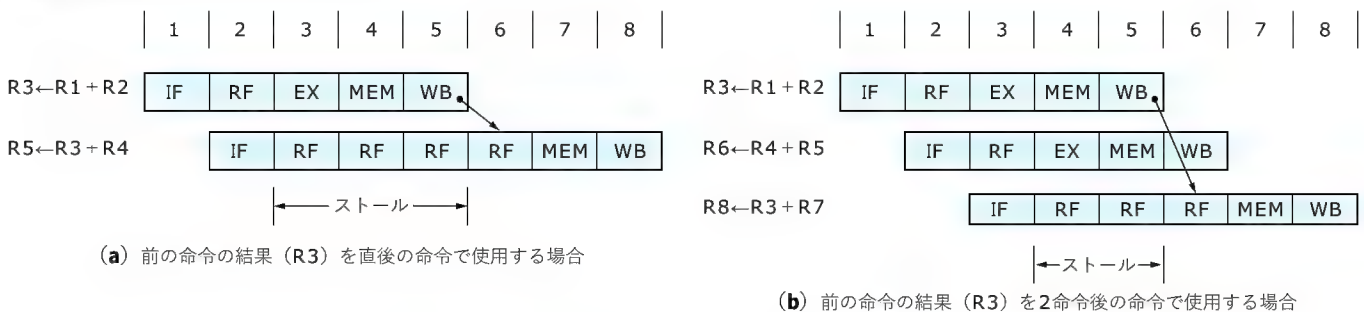 1 2 3 4 5 6 7 8
R3←R1+R2 IF RF EX MEM WB
R5←R3+R4 IF RF RF RF RF MEM WB
ストール
(a) 前の命令の結果(R3)を直後の命令で使用する場合
1 2 3 4 5 6 7 8
R3←R1+R2 IF RF EX MEM WB
R6←R4+R5 IF RF EX MEM WB
R8←R3+R7 IF RF RF RF MEM WB
ストール
(b) 前の命令の結果(R3)を2命令後の命令で使用する場合